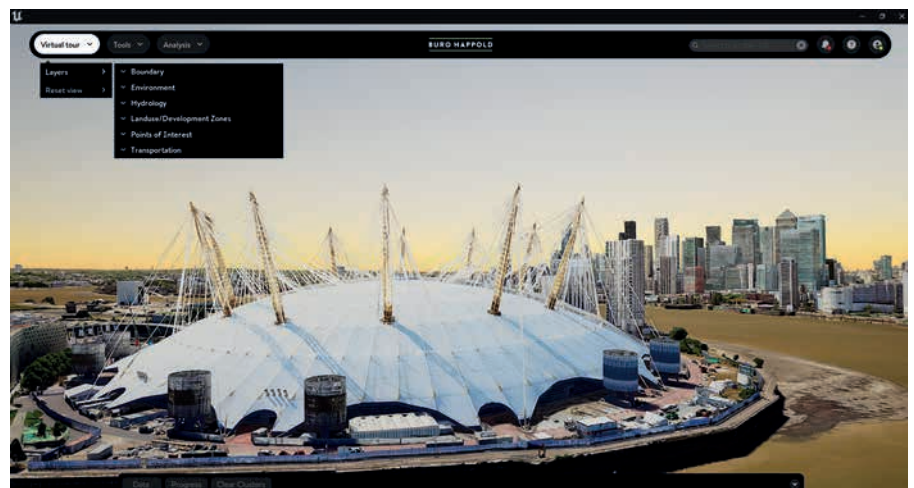 Virtual tour
Tools
Analysis
BURO HAPPOLD
Layers
Reset view
Boundary
Environment
Hydrology
Landuse/Development Zones
Points of Interest
Transportation
Data
Progress
Clear Clusters